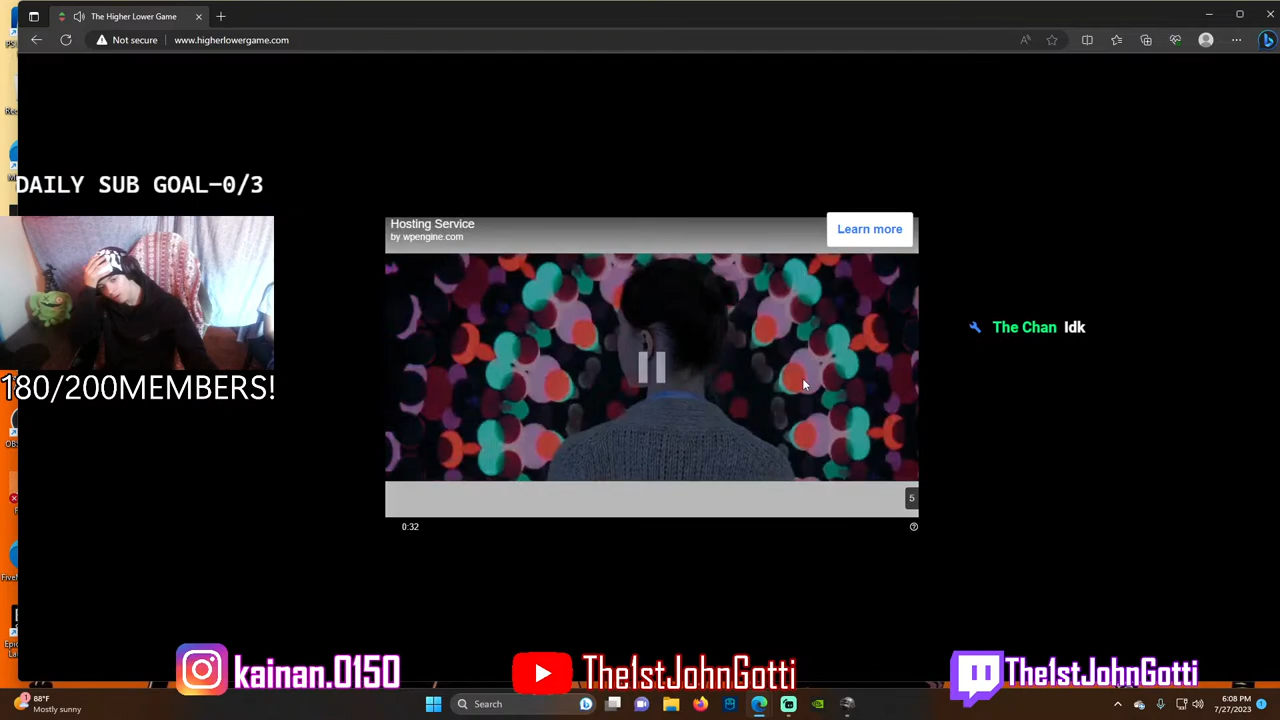 The Higher Lower Game
Not secure
www.higherlowergame.com
DAILY SUB GOAL-0/3
Hosting Service
by wpengine.com
Learn more
The Chan Idk
180/200MEMBERS!
5
0:32
kainan.0150
The1stJohnGotti
The1stJohnGotti
88°F
Mostly sunny
Search
6:08 PM
7/27/2023